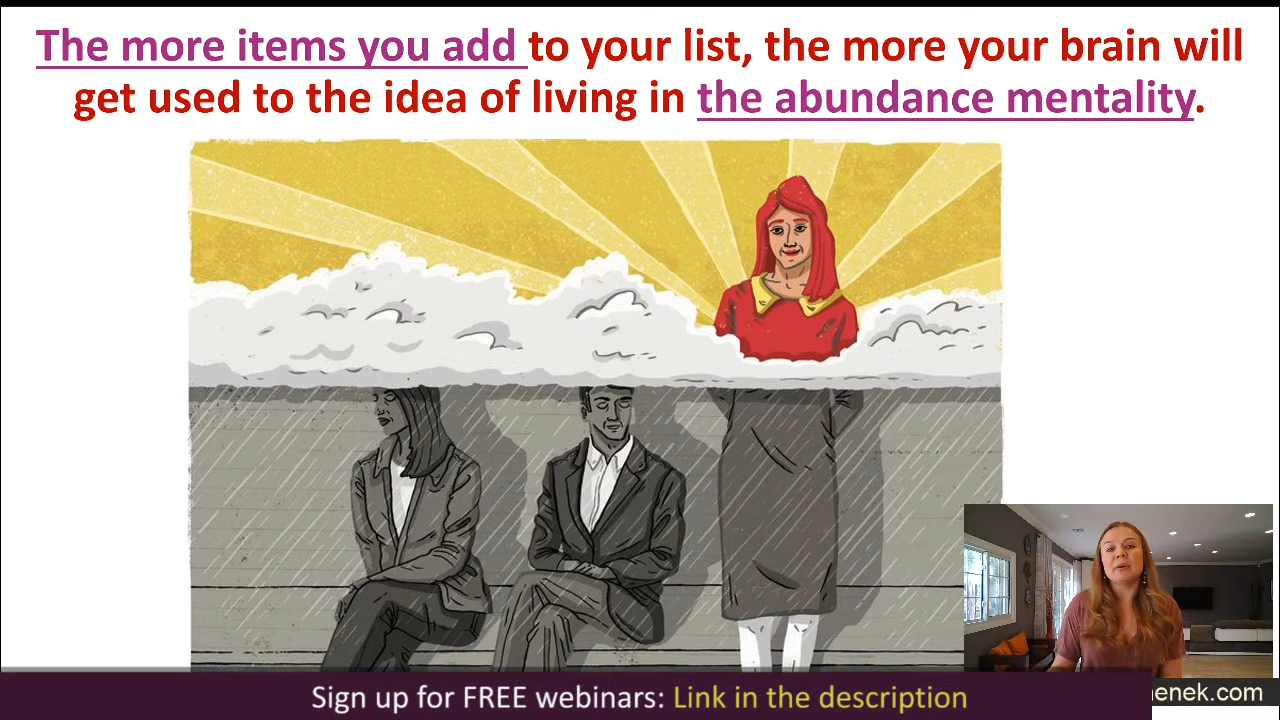 The more items you add to your list, the more your brain will
get used to the idea of living in the abundance mentality.
Sign up for FREE webinars: Link in the description
enek.com